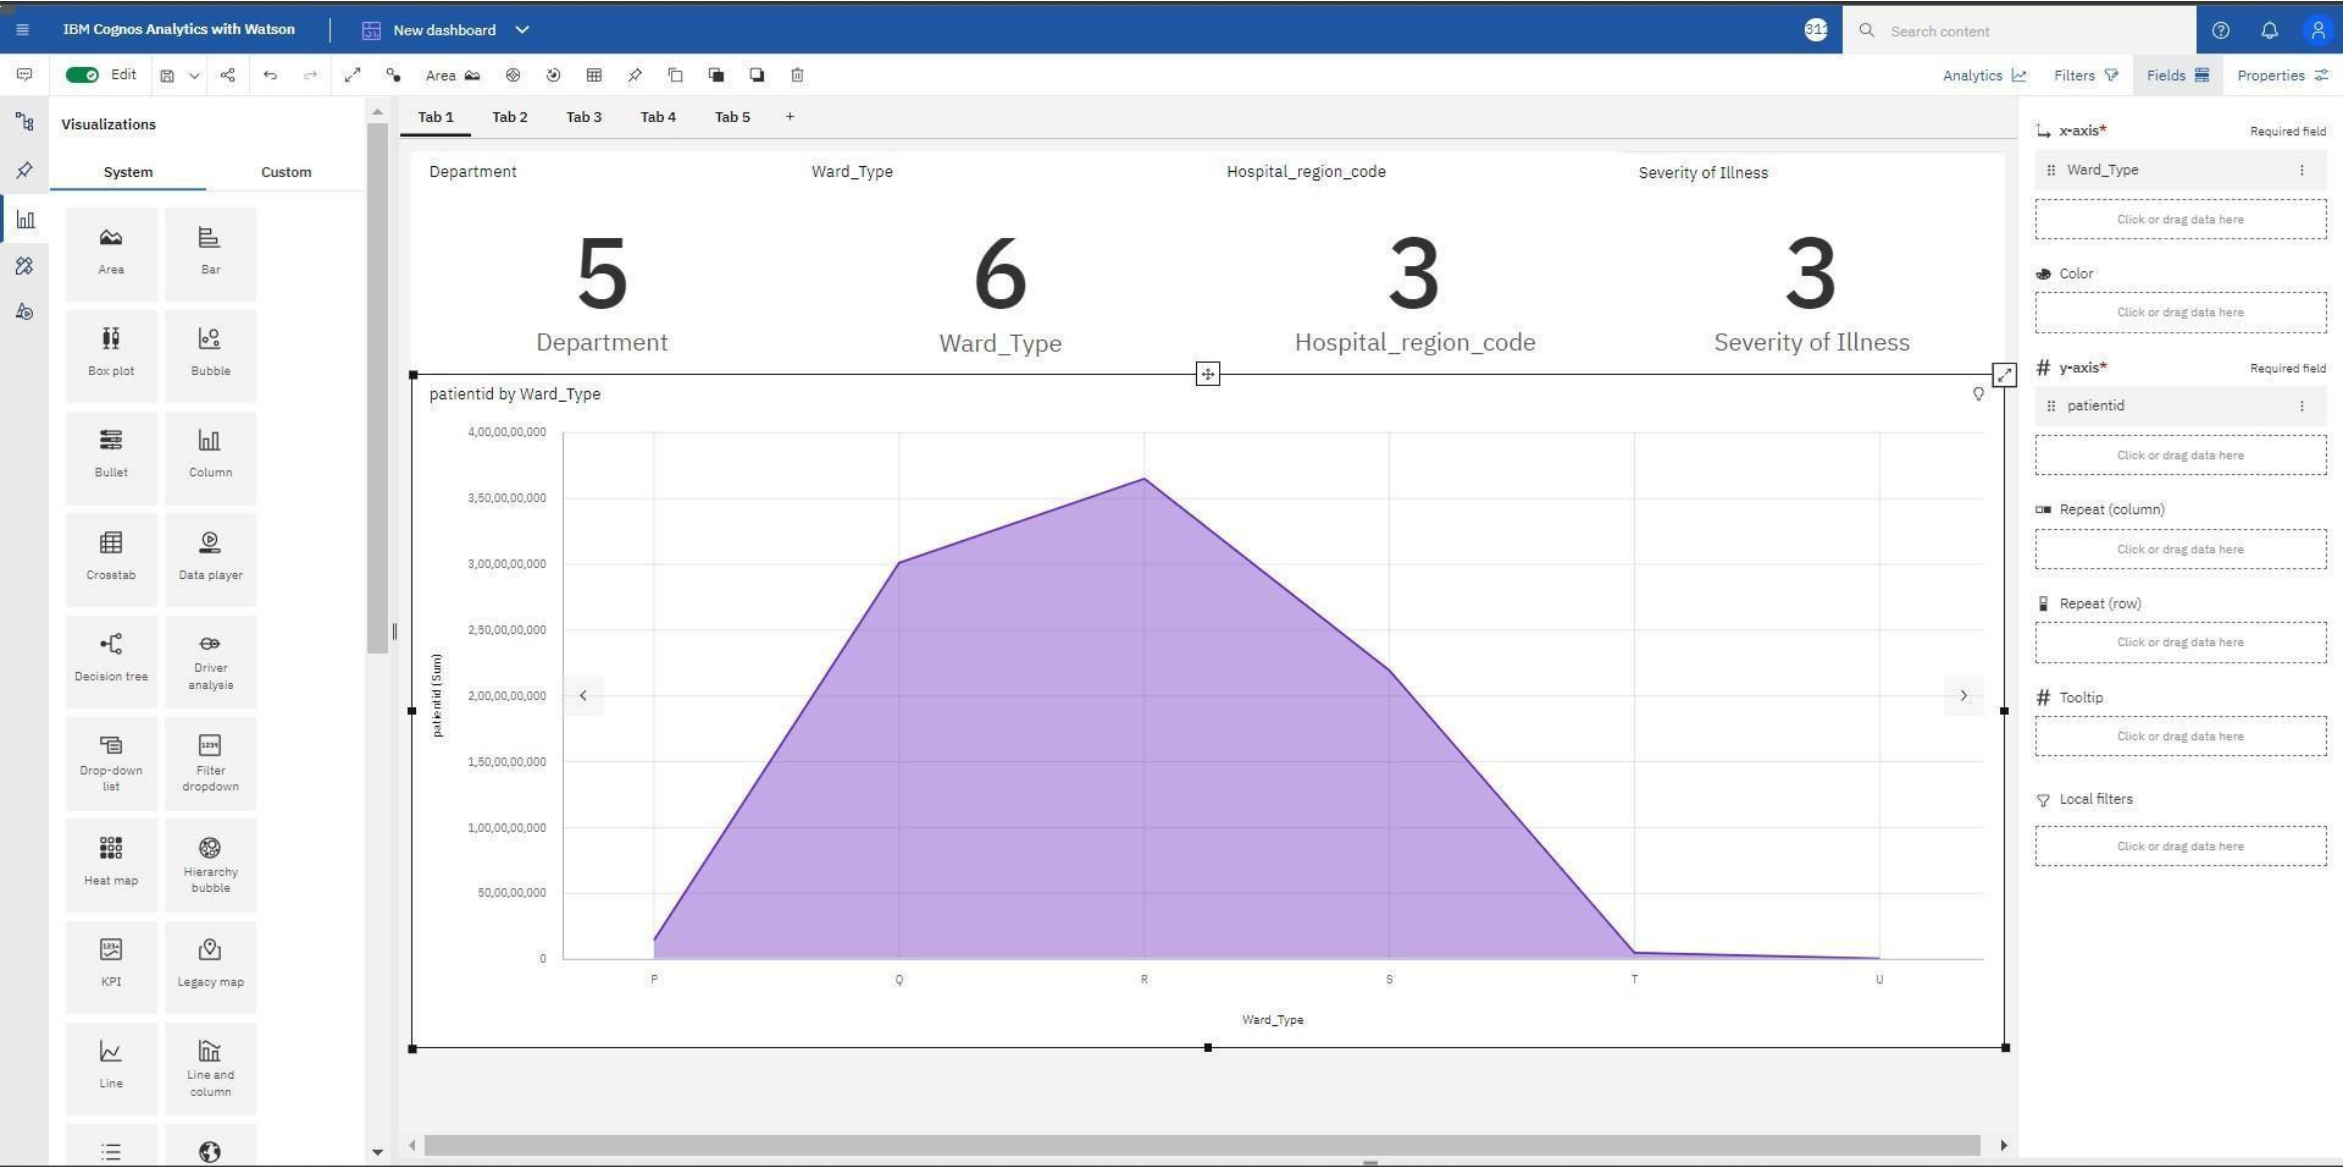 IBM Cognos Analytics with Watson
New dashboard
311
Search content
Edit
Area
Analytics
Filters
Fields
Properties
Visualizations
System
Custom
Area
Bar
Box plot
Bubble
Bullet
Column
Crosstab
Data player
Decision tree
Driver
analysis
Drop-down
list
Filter
dropdown
Heat map
Hierarchy
bubble
KPI
Legacy map
Line
Line and
column
Tab 1
Tab 2
Tab 3
Tab 4
Tab 5
+
Department
Ward_Type
Hospital_region_code
Severity of Illness
5
6
3
3
Department
Ward_Type
Hospital_region_code
Severity of Illness
patientid by Ward_Type
4,00,00,00,000
3,50,00,00,000
3,00,00,00,000
2,50,00,00,000
2,00,00,00,000
1,50,00,00,000
1,00,00,00,000
50,00,00,000
0
patientid (Sum)
P
Q
R
S
T
U
Ward_Type
x-axis*
Required field
Ward_Type
Click or drag data here
Color
Click or drag data here
# y-axis*
Required field
patientid
Click or drag data here
Repeat (column)
Click or drag data here
Repeat (row)
Click or drag data here
# Tooltip
Click or drag data here
Local filters
Click or drag data here